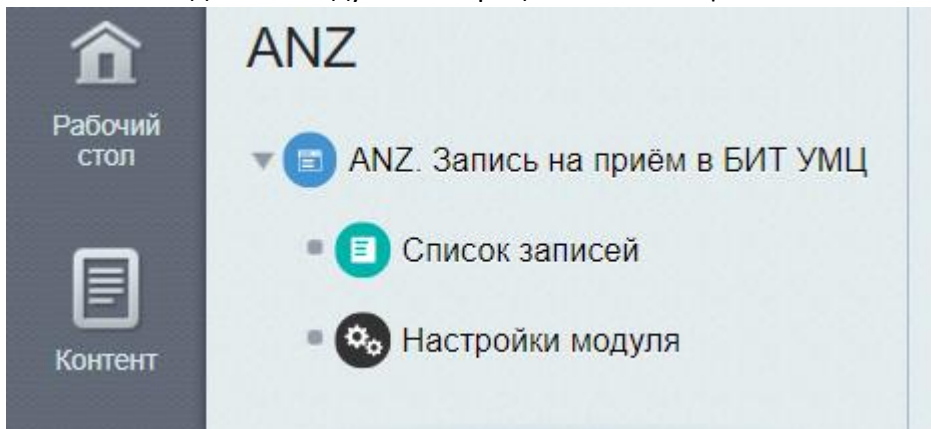 ANZ
Рабочий
стол
ANZ. Запись на приём в БИТ УМЦ
Список записей
Контент
Настройки модуля